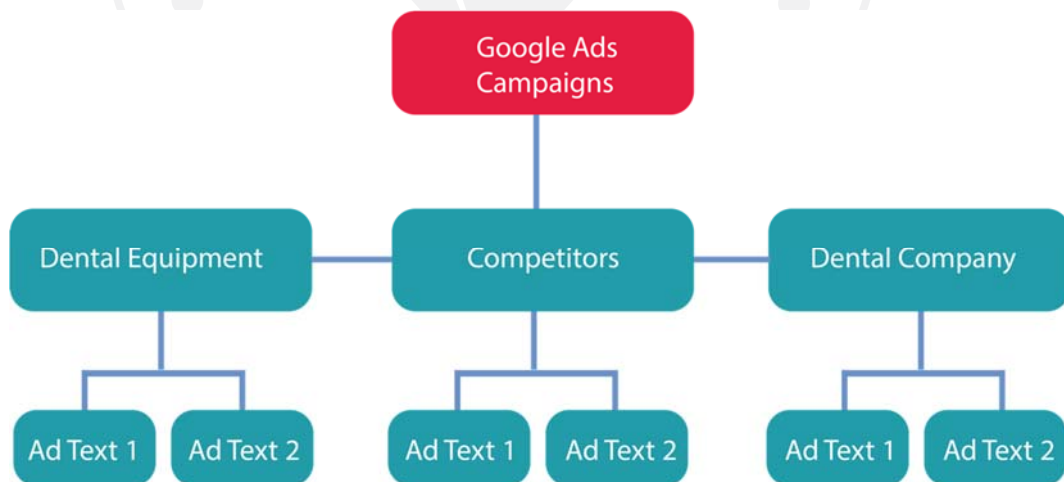 Google Ads
Campaigns
Dental Equipment
Competitors
Dental Company
Ad Text 1
Ad Text 2
Ad Text 1
Ad Text 2
Ad Text 1
Ad Text 2